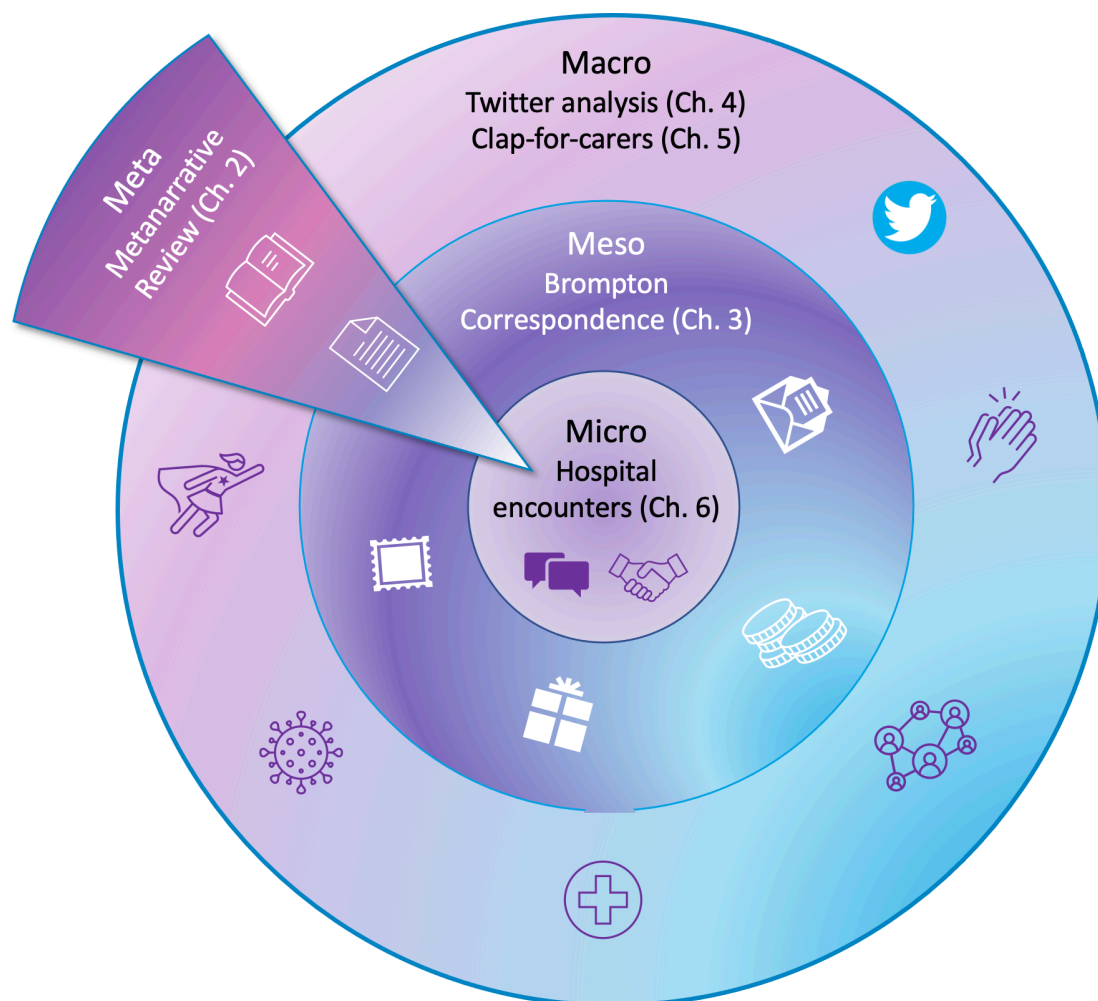 Macro
Twitter analysis (Ch. 4)
Clap-for-carers (Ch. 5)
Meta
Metanarrative
Review (Ch. 2)
Meso
Brompton
Correspondence (Ch. 3)
Micro
Hospital
encounters (Ch. 6)